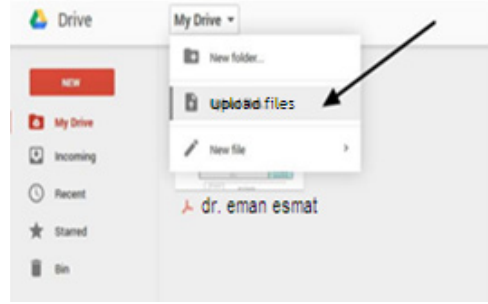 Drive
My Drive
New folder...
NEW
Upload files
My Drive
New file
Incoming
Recent
dr. eman esmat
Starred
Bin